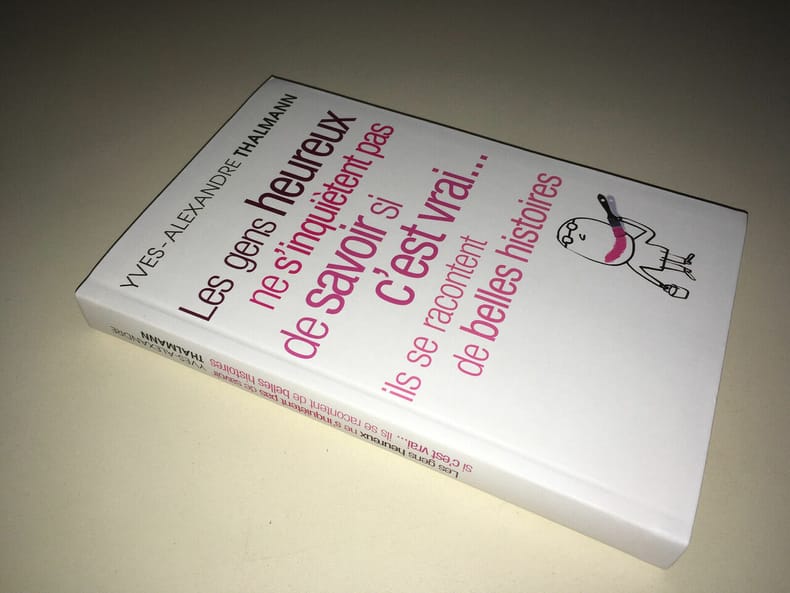 YVES-ALEXANDRE THALMANN
Les gens heureux
ne s'inquiètent pas
de savoir si
c'est vrai...
ils se racontent
de belles histoires
YVES-ALEXANDRE
THALMANN
Les gens heureux ne s'inquiètent pas de savoir
si c'est vrai... ils se racontent de belles histoires